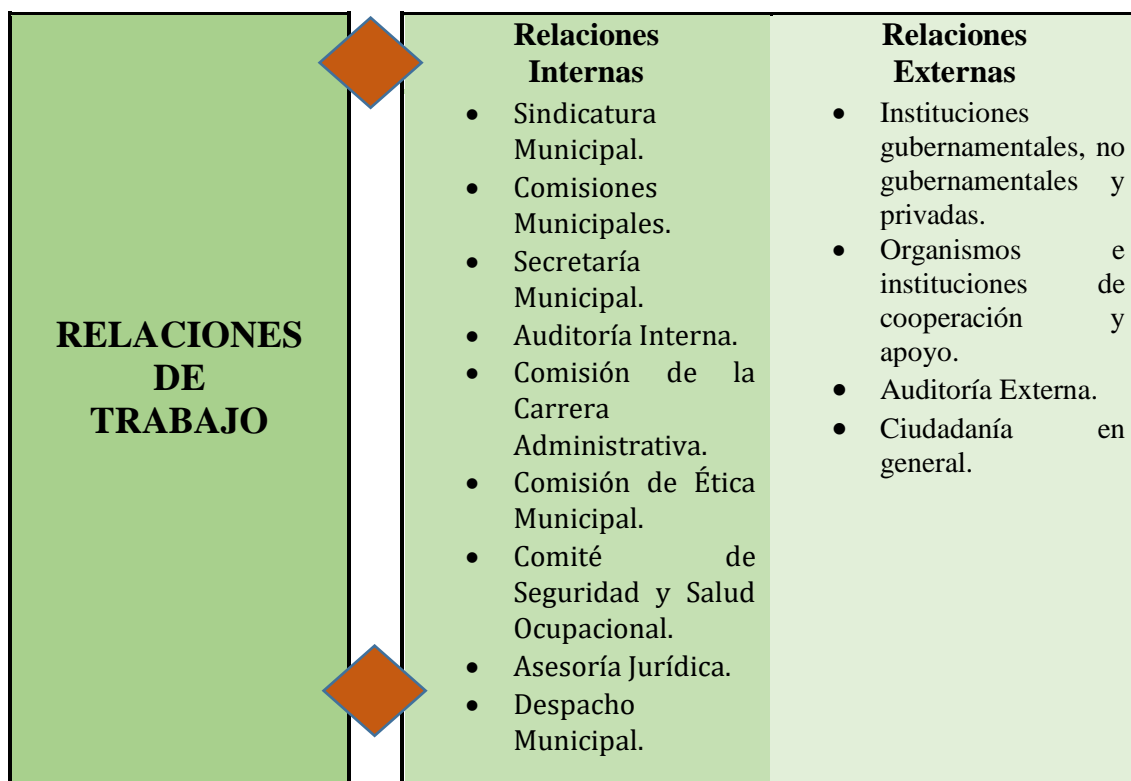 RELACIONES
DE
TRABAJO
Relaciones
Internas
• Sindicatura
Municipal.
• Comisiones
Municipales.
• Secretaría
Municipal.
• Auditoría Interna.
• Comisión de la
Carrera
Administrativa.
• Comisión de Ética
Municipal.
• Comité de
Seguridad y Salud
Ocupacional.
• Asesoría Jurídica.
• Despacho
Municipal.
Relaciones
Externas
• Instituciones
gubernamentales, no
gubernamentales y
privadas.
• Organismos e
instituciones de
cooperación y
apoyo.
• Auditoría Externa.
• Ciudadanía en
general.